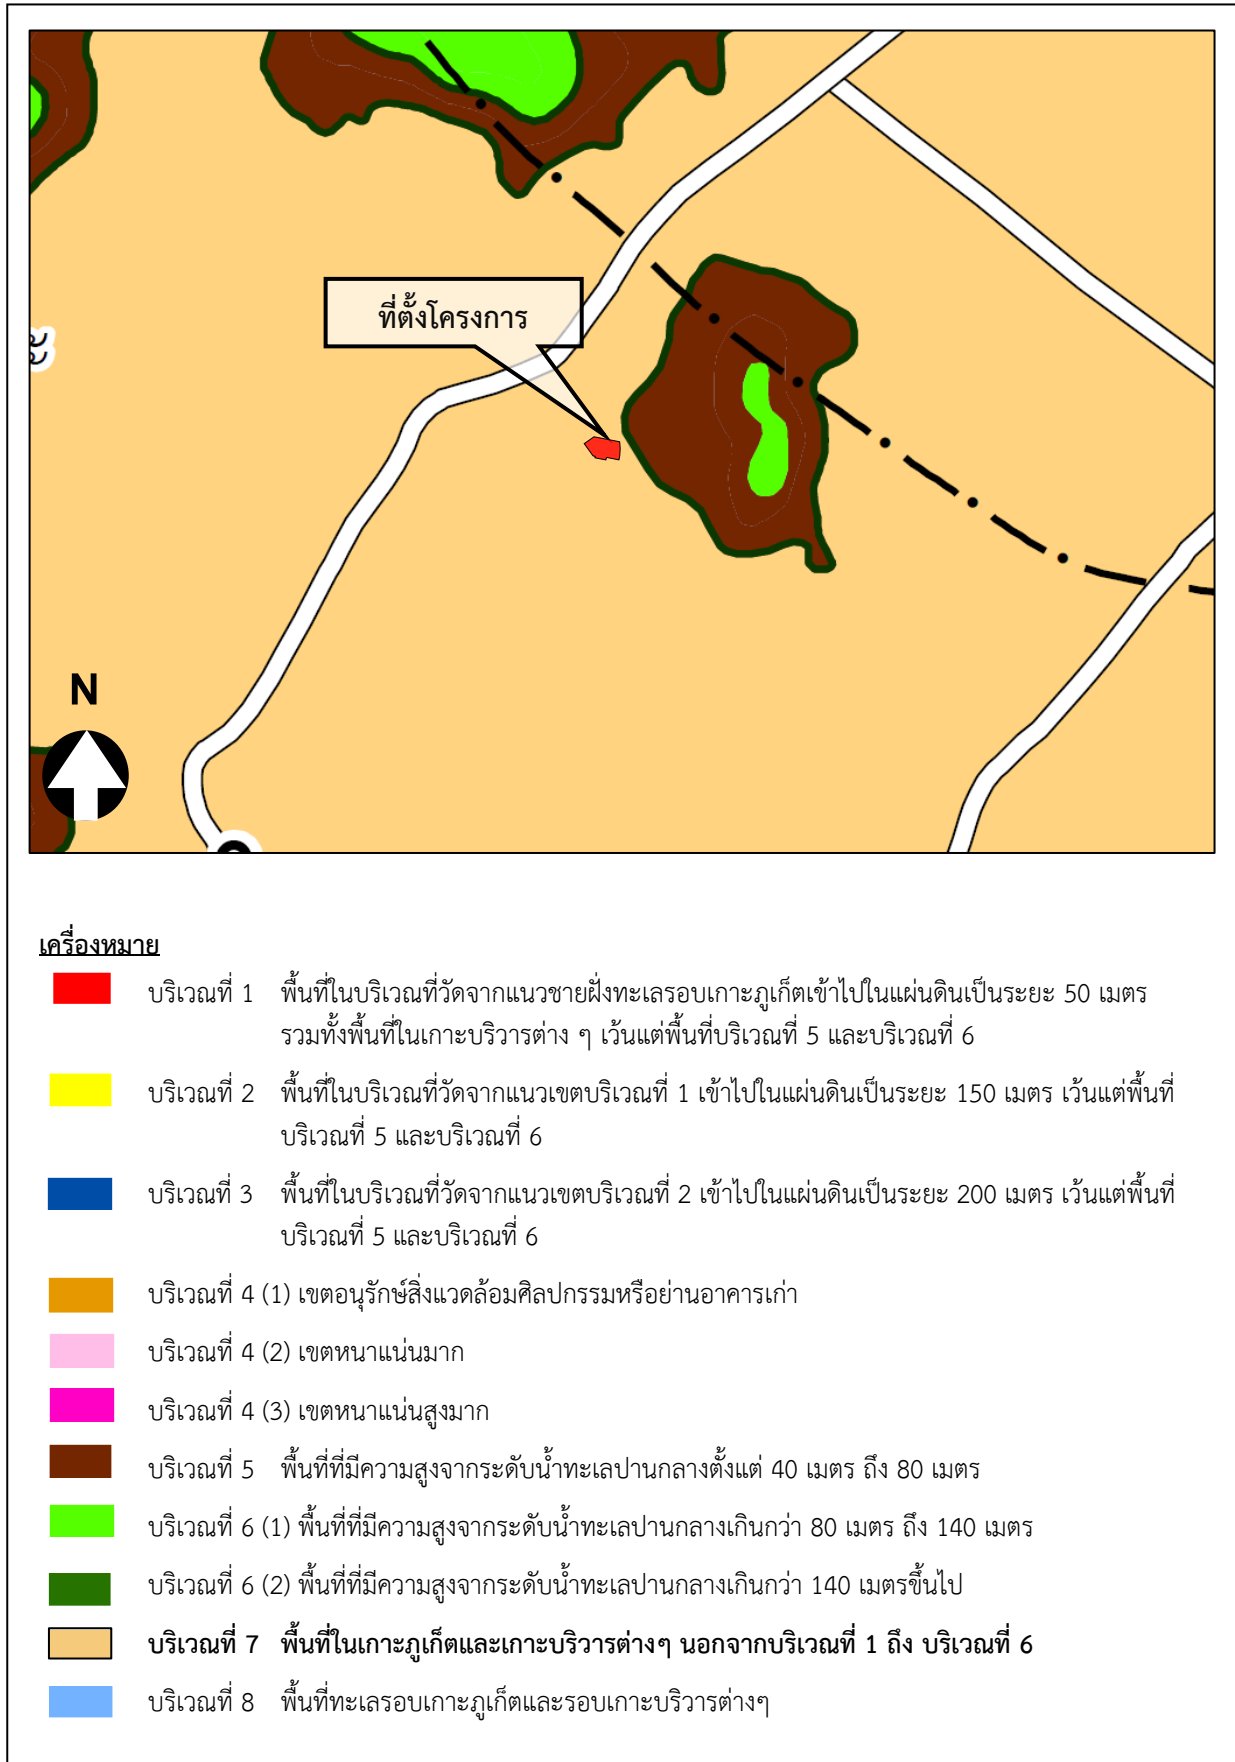 ที่ตั้งโครงการ
N
เครื่องหมาย
บริเวณที่ 1 พื้นที่ในบริเวณที่วัดจากแนวชายฝั่งทะเลรอบเกาะภูเก็ตเข้าไปในแผ่นดินเป็นระยะ 50 เมตร
รวมทั้งพื้นที่ในเกาะบริวารต่าง ๆ เว้นแต่พื้นที่บริเวณที่ 5 และบริเวณที่ 6
บริเวณที่ 2 พื้นที่ในบริเวณที่วัดจากแนวเขตบริเวณที่ 1 เข้าไปในแผ่นดินเป็นระยะ 150 เมตร เว้นแต่พื้นที่
บริเวณที่ 5 และบริเวณที่ 6
บริเวณที่ 3 พื้นที่ในบริเวณที่วัดจากแนวเขตบริเวณที่ 2 เข้าไปในแผ่นดินเป็นระยะ 200 เมตร เว้นแต่พื้นที่
บริเวณที่ 5 และบริเวณที่ 6
บริเวณที่ 4 (1) เขตอนุรักษ์สิ่งแวดล้อมศิลปกรรมหรือย่านอาคารเก่า
บริเวณที่ 4 (2) เขตหนาแน่นมาก
บริเวณที่ 4 (3) เขตหนาแน่นสูงมาก
บริเวณที่ 5 พื้นที่ที่มีความสูงจากระดับน้ำทะเลปานกลางตั้งแต่ 40 เมตร ถึง 80 เมตร
บริเวณที่ 6 (1) พื้นที่ที่มีความสูงจากระดับน้ำทะเลปานกลางเกินกว่า 80 เมตร ถึง 140 เมตร
บริเวณที่ 6 (2) พื้นที่ที่มีความสูงจากระดับน้ำทะเลปานกลางเกินกว่า 140 เมตรขึ้นไป
บริเวณที่ 7 พื้นที่ในเกาะภูเก็ตและเกาะบริวารต่างๆ นอกจากบริเวณที่ 1 ถึง บริเวณที่ 6
บริเวณที่ 8 พื้นที่ทะเลรอบเกาะภูเก็ตและรอบเกาะบริวารต่างๆ